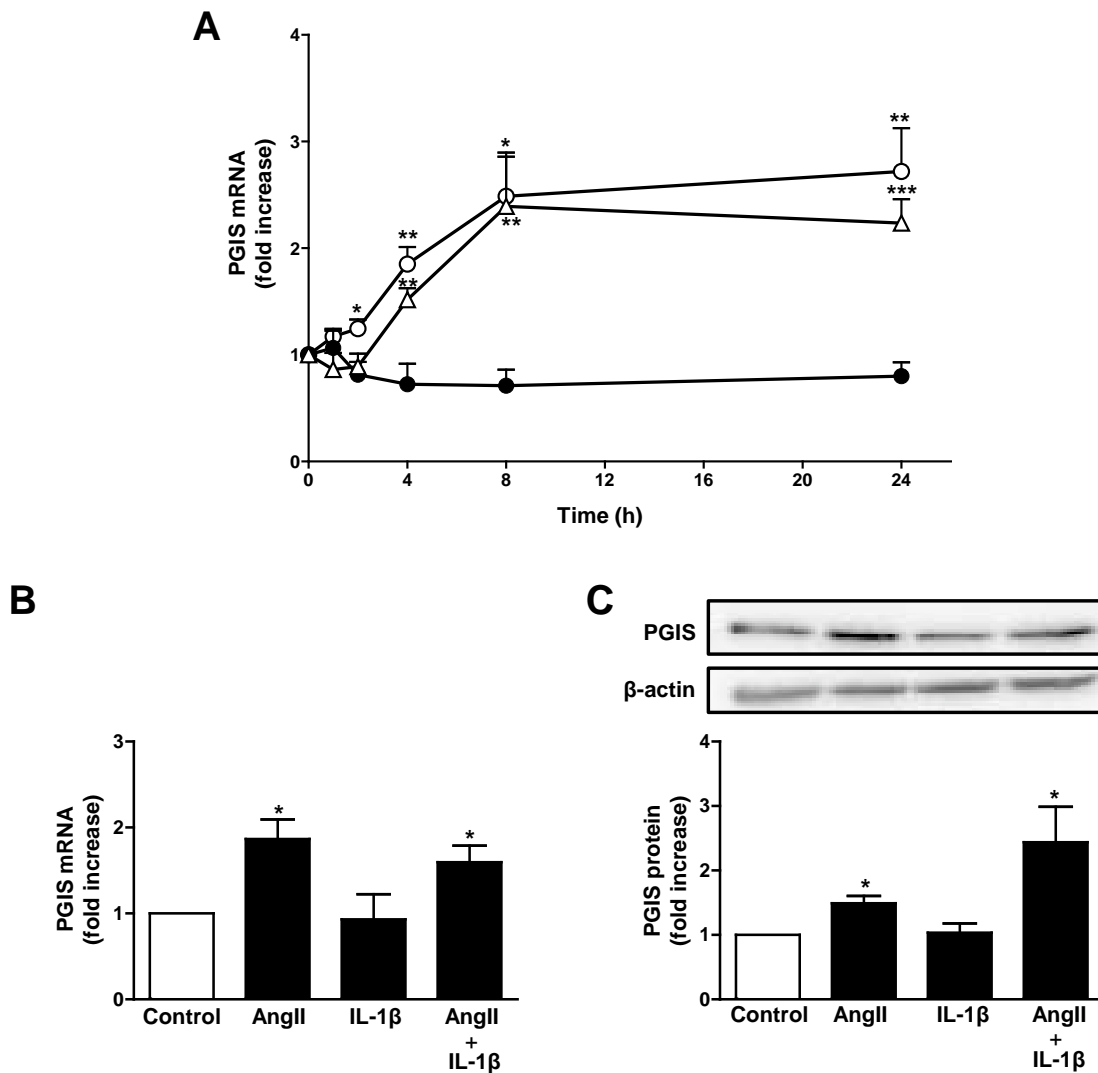 A
PGIS mRNA
(fold increase)
4
3
2
1
0
*
**
**
*
**
**
***
0
4
8
12
16
20
24
Time (h)
B
PGIS mRNA
(fold increase)
3
2
1
0
*
*
Control
AngII
IL-1β
AngII
+
IL-1β
C
PGIS
β-actin
PGIS protein
(fold increase)
4
3
2
1
0
*
*
Control
AngII
IL-1β
AngII
+
IL-1β